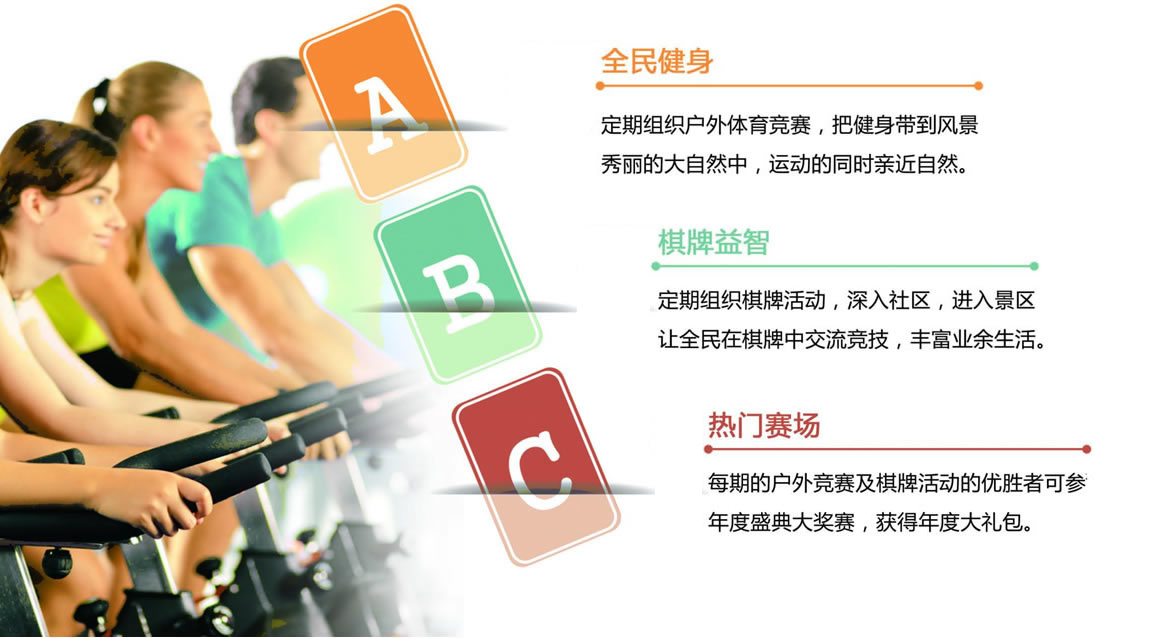 A
全民健身
定期组织户外体育竞赛，把健身带到风景
秀丽的大自然中，运动的同时亲近自然。
B
棋牌益智
定期组织棋牌活动，深入社区，进入景区
让全民在棋牌中交流竞技，丰富业余生活。
C
热门赛场
每期的户外竞赛及棋牌活动的优胜者可参
年度盛典大奖赛，获得年度大礼包。